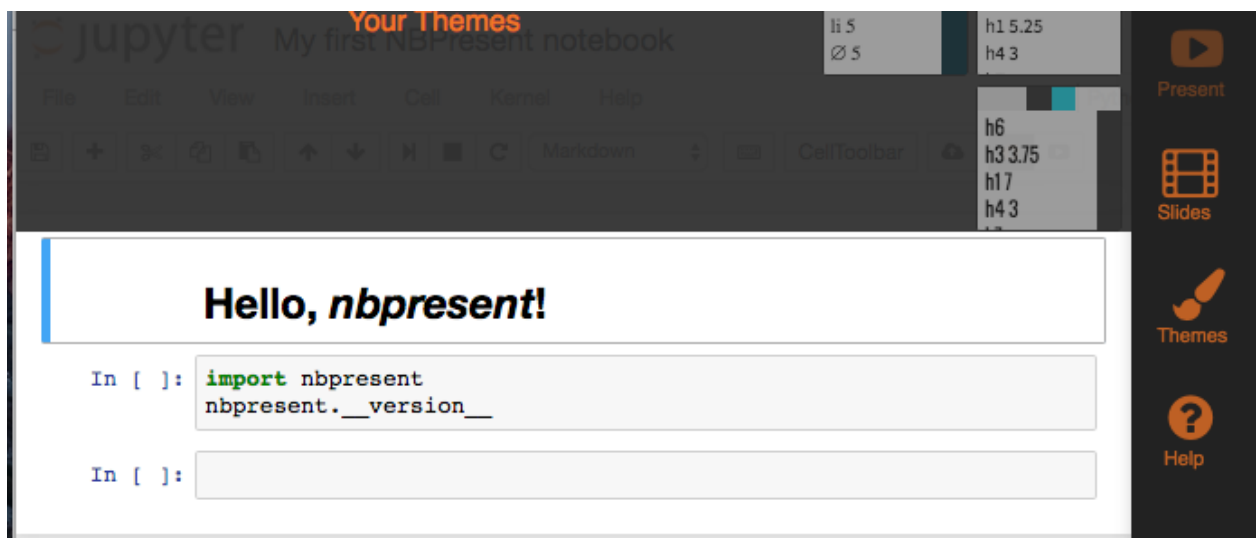 Your Themes
jupyter My first NBPresent notebook
li 5
∅ 5
h1 5.25
h4 3
File Edit View Insert Cell Kernel Help
h6
h3 3.75
h1 7
h4 3
Markdown
CellToolbar
Present
Slides
Themes
Help
Hello, nbpresent!
In [ ]: import nbpresent
nbpresent.__version__
In [ ]: